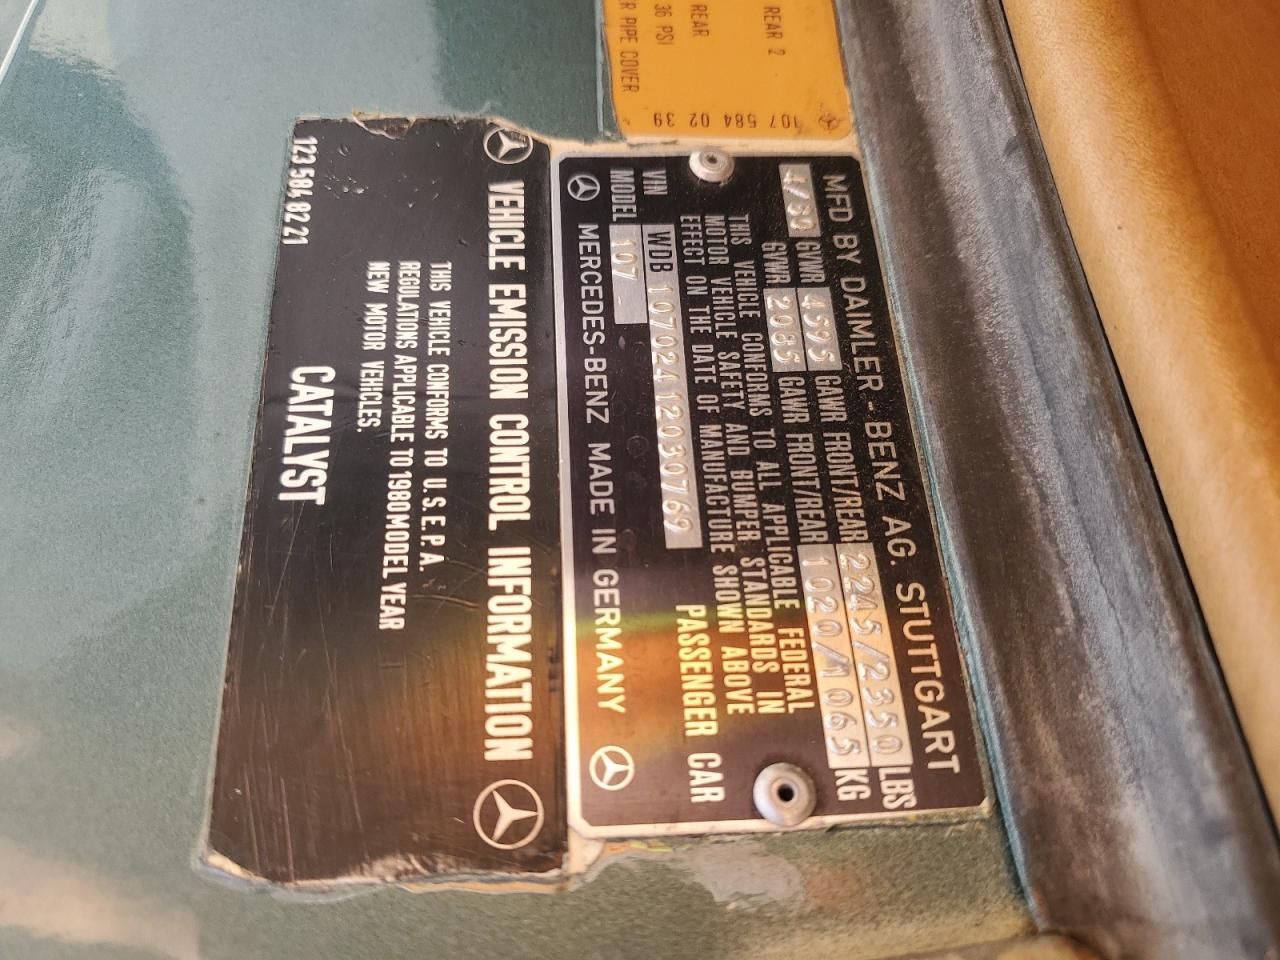 MFD BY DAIMLER - BENZ AG. STUTTGART
4/80 GVWR 4595 GAWR FRONT/REAR 2245/2350 LBS
GVWR 2085 GAWR FRONT/REAR 1020/1065 KG
THIS VEHICLE CONFORMS TO ALL APPLICABLE FEDERAL
MOTOR VEHICLE SAFETY AND BUMPER STANDARDS IN
EFFECT ON THE DATE OF MANUFACTURE SHOWN ABOVE
VIN WDB10702412030769 PASSENGER CAR
MODEL 107
MERCEDES-BENZ MADE IN GERMANY
VEHICLE EMISSION CONTROL INFORMATION
THIS VEHICLE CONFORMS TO U.S.E.P.A.
REGULATIONS APPLICABLE TO 1980 MODEL YEAR
NEW MOTOR VEHICLES.
CATALYST
123 584 82 21
REAR 2
REAR
36 PSI
PIPE COVER
107 584 02 39